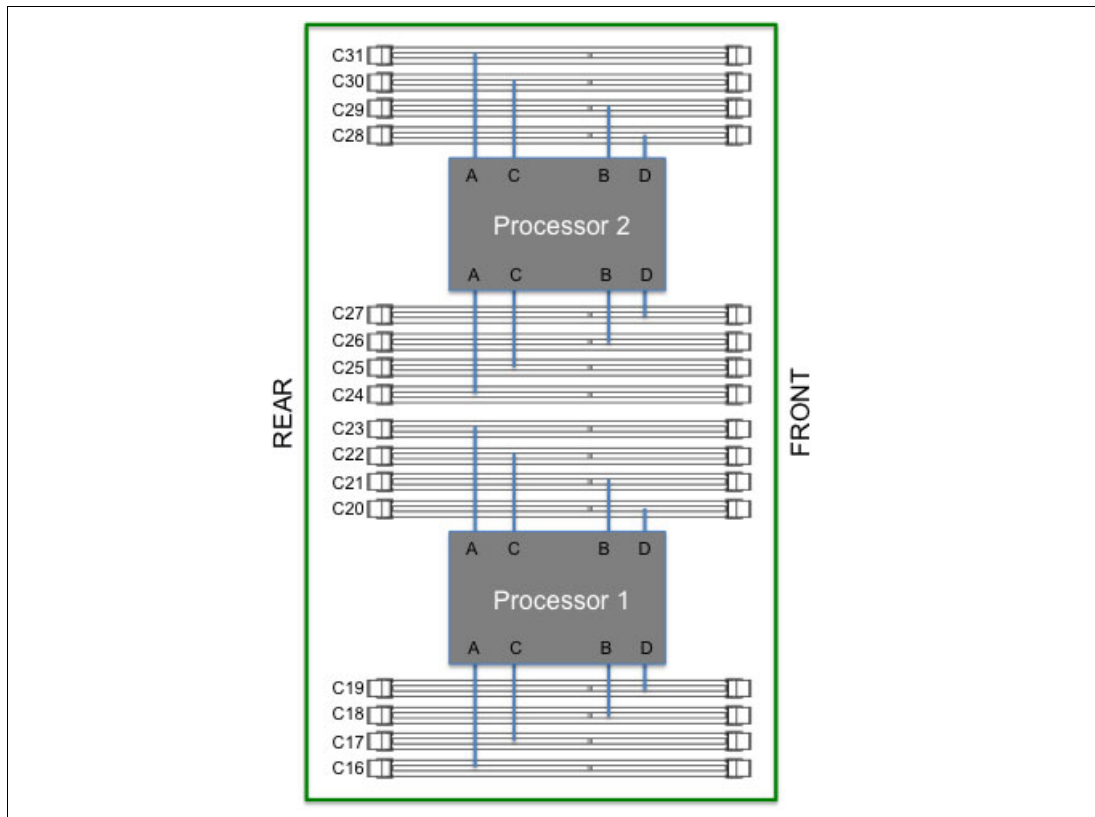 C31
C30
C29
C28
A C B D
Processor 2
A C B D
C27
C26
C25
C24
REAR
FRONT
C23
C22
C21
C20
A C B D
Processor 1
A C B D
C19
C18
C17
C16